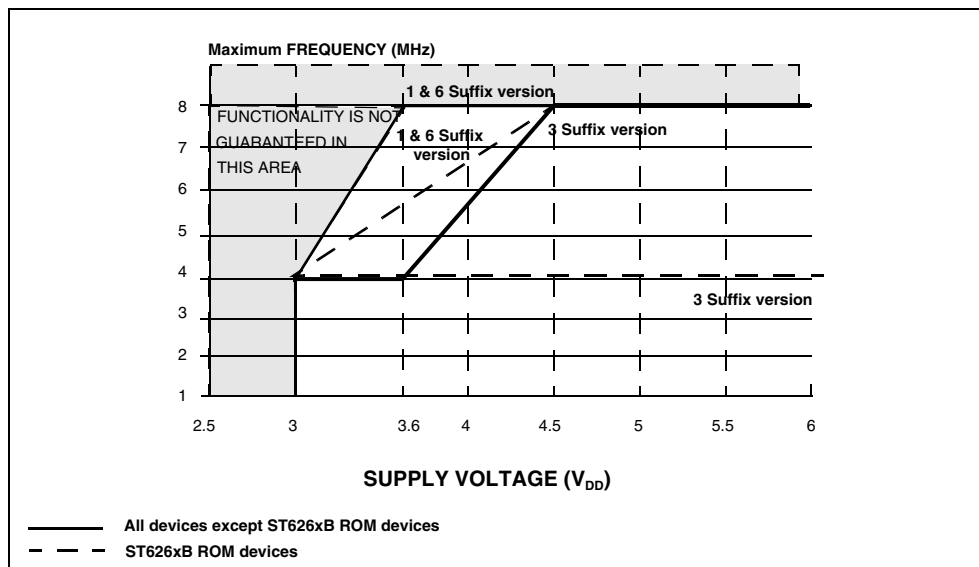 Maximum FREQUENCY (MHz)
1 & 6 Suffix version
8
FUNCTIONALITY IS NOT
GUARANTEED IN
THIS AREA
1 & 6 Suffix
version
3 Suffix version
7
6
5
4
3 Suffix version
3
2
1
2.5
3
3.6
4
4.5
5
5.5
6
SUPPLY VOLTAGE (VDD)
All devices except ST626xB ROM devices
ST626xB ROM devices